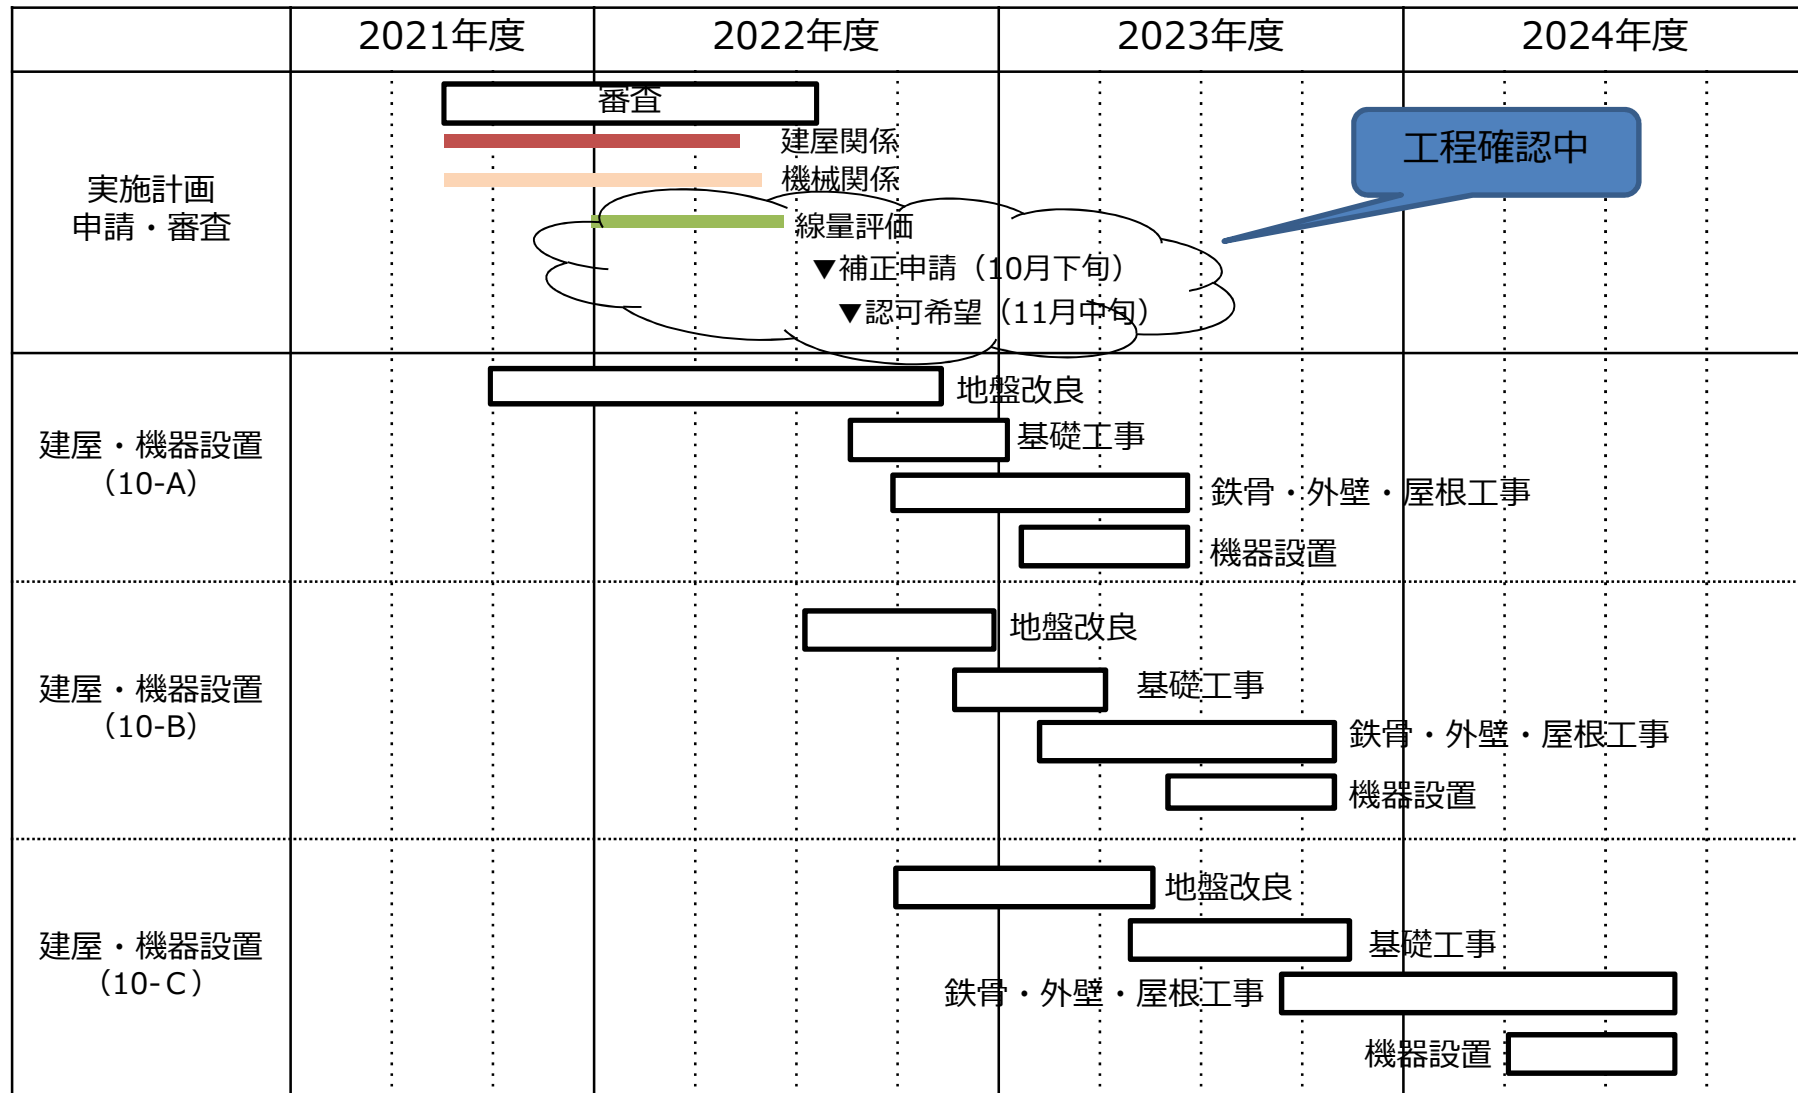 2021年度
2022年度
2023年度
2024年度
実施計画
申請・審査
審査
建屋関係
機械関係
線量評価
▼補正申請（10月下旬）
▼認可希望（11月中旬）
工程確認中
建屋・機器設置
（10-A）
地盤改良
基礎工事
鉄骨・外壁・屋根工事
機器設置
建屋・機器設置
（10-B）
地盤改良
基礎工事
鉄骨・外壁・屋根工事
機器設置
建屋・機器設置
（10-Ｃ）
地盤改良
基礎工事
鉄骨・外壁・屋根工事
機器設置